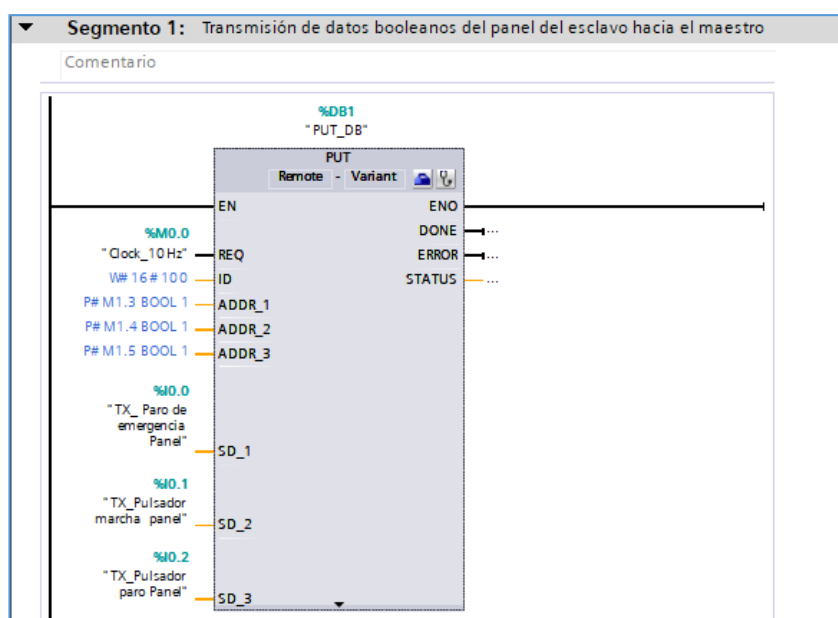 Segmento 1: Transmisión de datos booleanos del panel del esclavo hacia el maestro
Comentario
%DB1
"PUT_DB"
PUT
Remote - Variant
EN ENO
%M0.0 DONE ...
"Clock_10Hz" REQ ERROR ...
W#16#100 ID STATUS ...
P#M1.3 BOOL 1 ADDR_1
P#M1.4 BOOL 1 ADDR_2
P#M1.5 BOOL 1 ADDR_3
%I0.0
"TX_ Paro de
emergencia
Panel"
SD_1
%I0.1
"TX_Pulsador
marcha panel"
SD_2
%I0.2
"TX_Pulsador
paro Panel"
SD_3